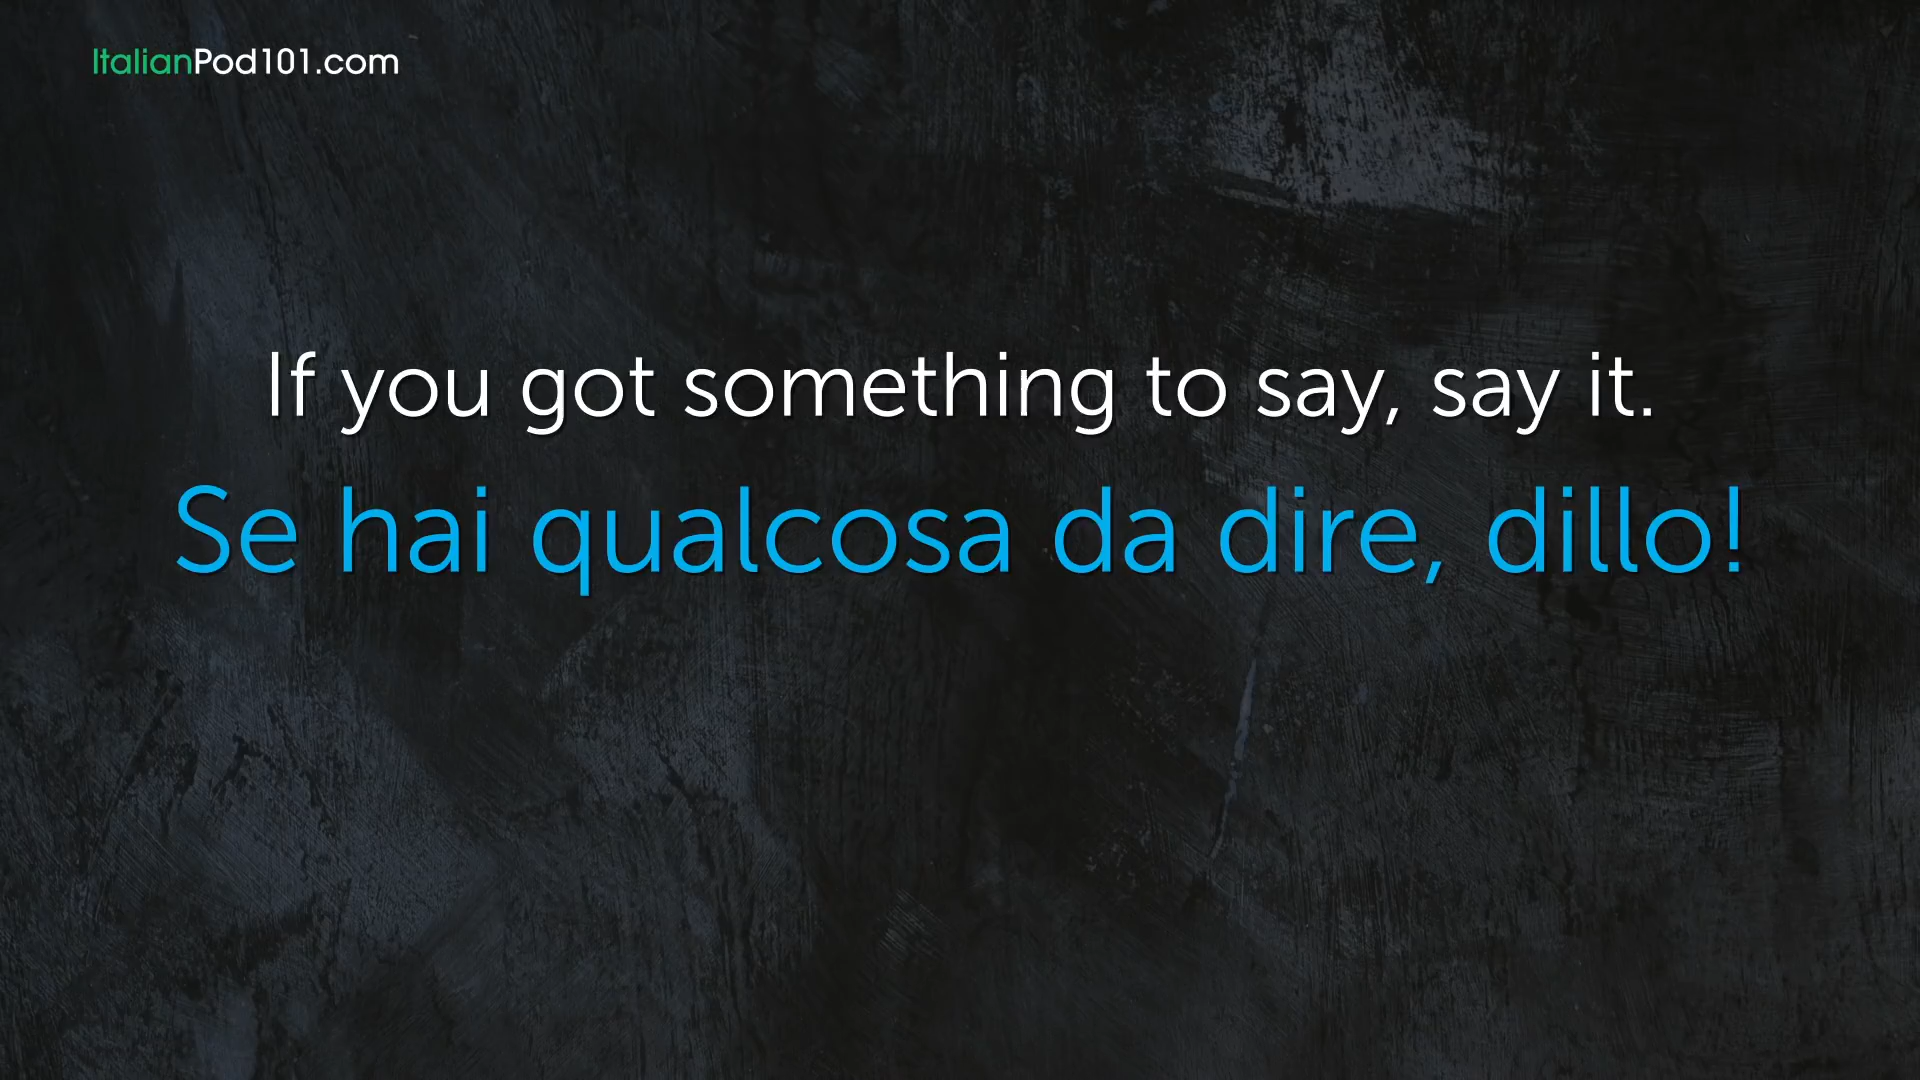 ItalianPod101.com
If you got something to say, say it.
Se hai qualcosa da dire, dillo!